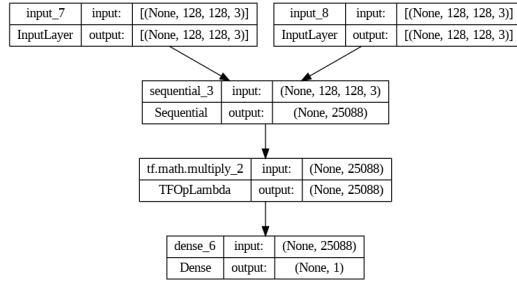 input_7 input: [(None, 128, 128, 3)] input_8 input: [(None, 128, 128, 3)]
InputLayer output: [(None, 128, 128, 3)] InputLayer output: [(None, 128, 128, 3)]
sequential_3 input: (None, 128, 128, 3)
Sequential output: (None, 25088)
tf.math.multiply_2 input: (None, 25088)
TFOpLambda output: (None, 25088)
dense_6 input: (None, 25088)
Dense output: (None, 1)